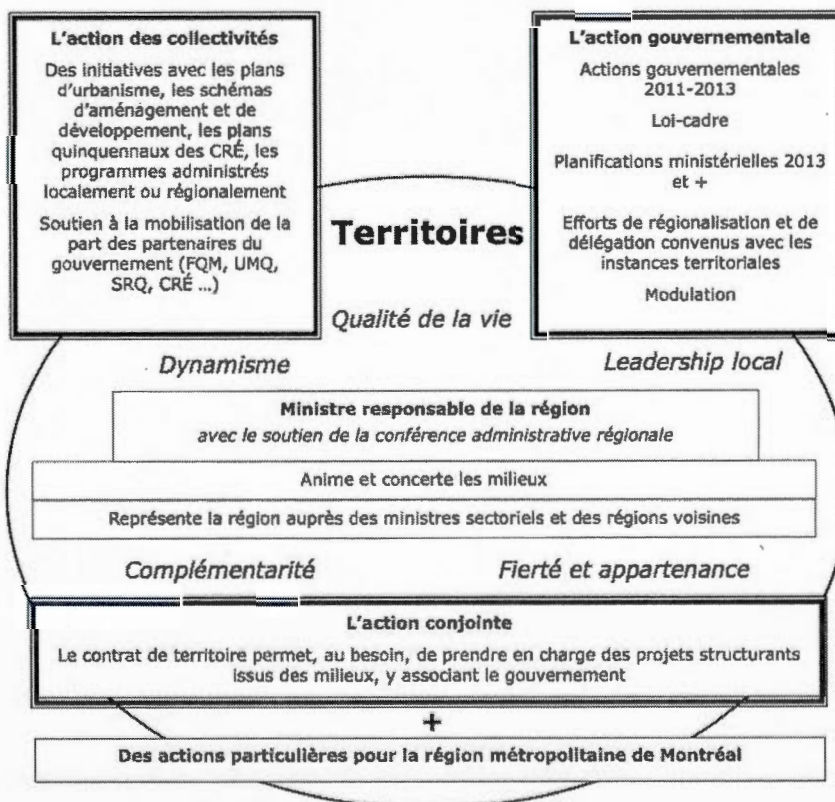 L'action des collectivités
Des initiatives avec les plans
d'urbanisme, les schémas
d'aménagement et de
développement, les plans
quinquennaux des CRÉ, les
programmes administrés
localement ou régionalement
Soutien à la mobilisation de la
part des partenaires du
gouvernement (FQM, UMQ,
SRQ, CRÉ ...)
L'action gouvernementale
Actions gouvernementales
2011-2013
Loi-cadre
Planifications ministérielles 2013
et +
Efforts de régionalisation et de
délégation convenus avec les
instances territoriales
Modulation
Territoires
Qualité de la vie
Dynamisme
Leadership local
Ministre responsable de la région
avec le soutien de la conférence administrative régionale
Anime et concerte les milieux
Représente la région auprès des ministres sectoriels et des régions voisines
Complémentarité
Fierté et appartenance
L'action conjointe
Le contrat de territoire permet, au besoin, de prendre en charge des projets structurants
issus des milieux, y associant le gouvernement
+
Des actions particulières pour la région métropolitaine de Montréal